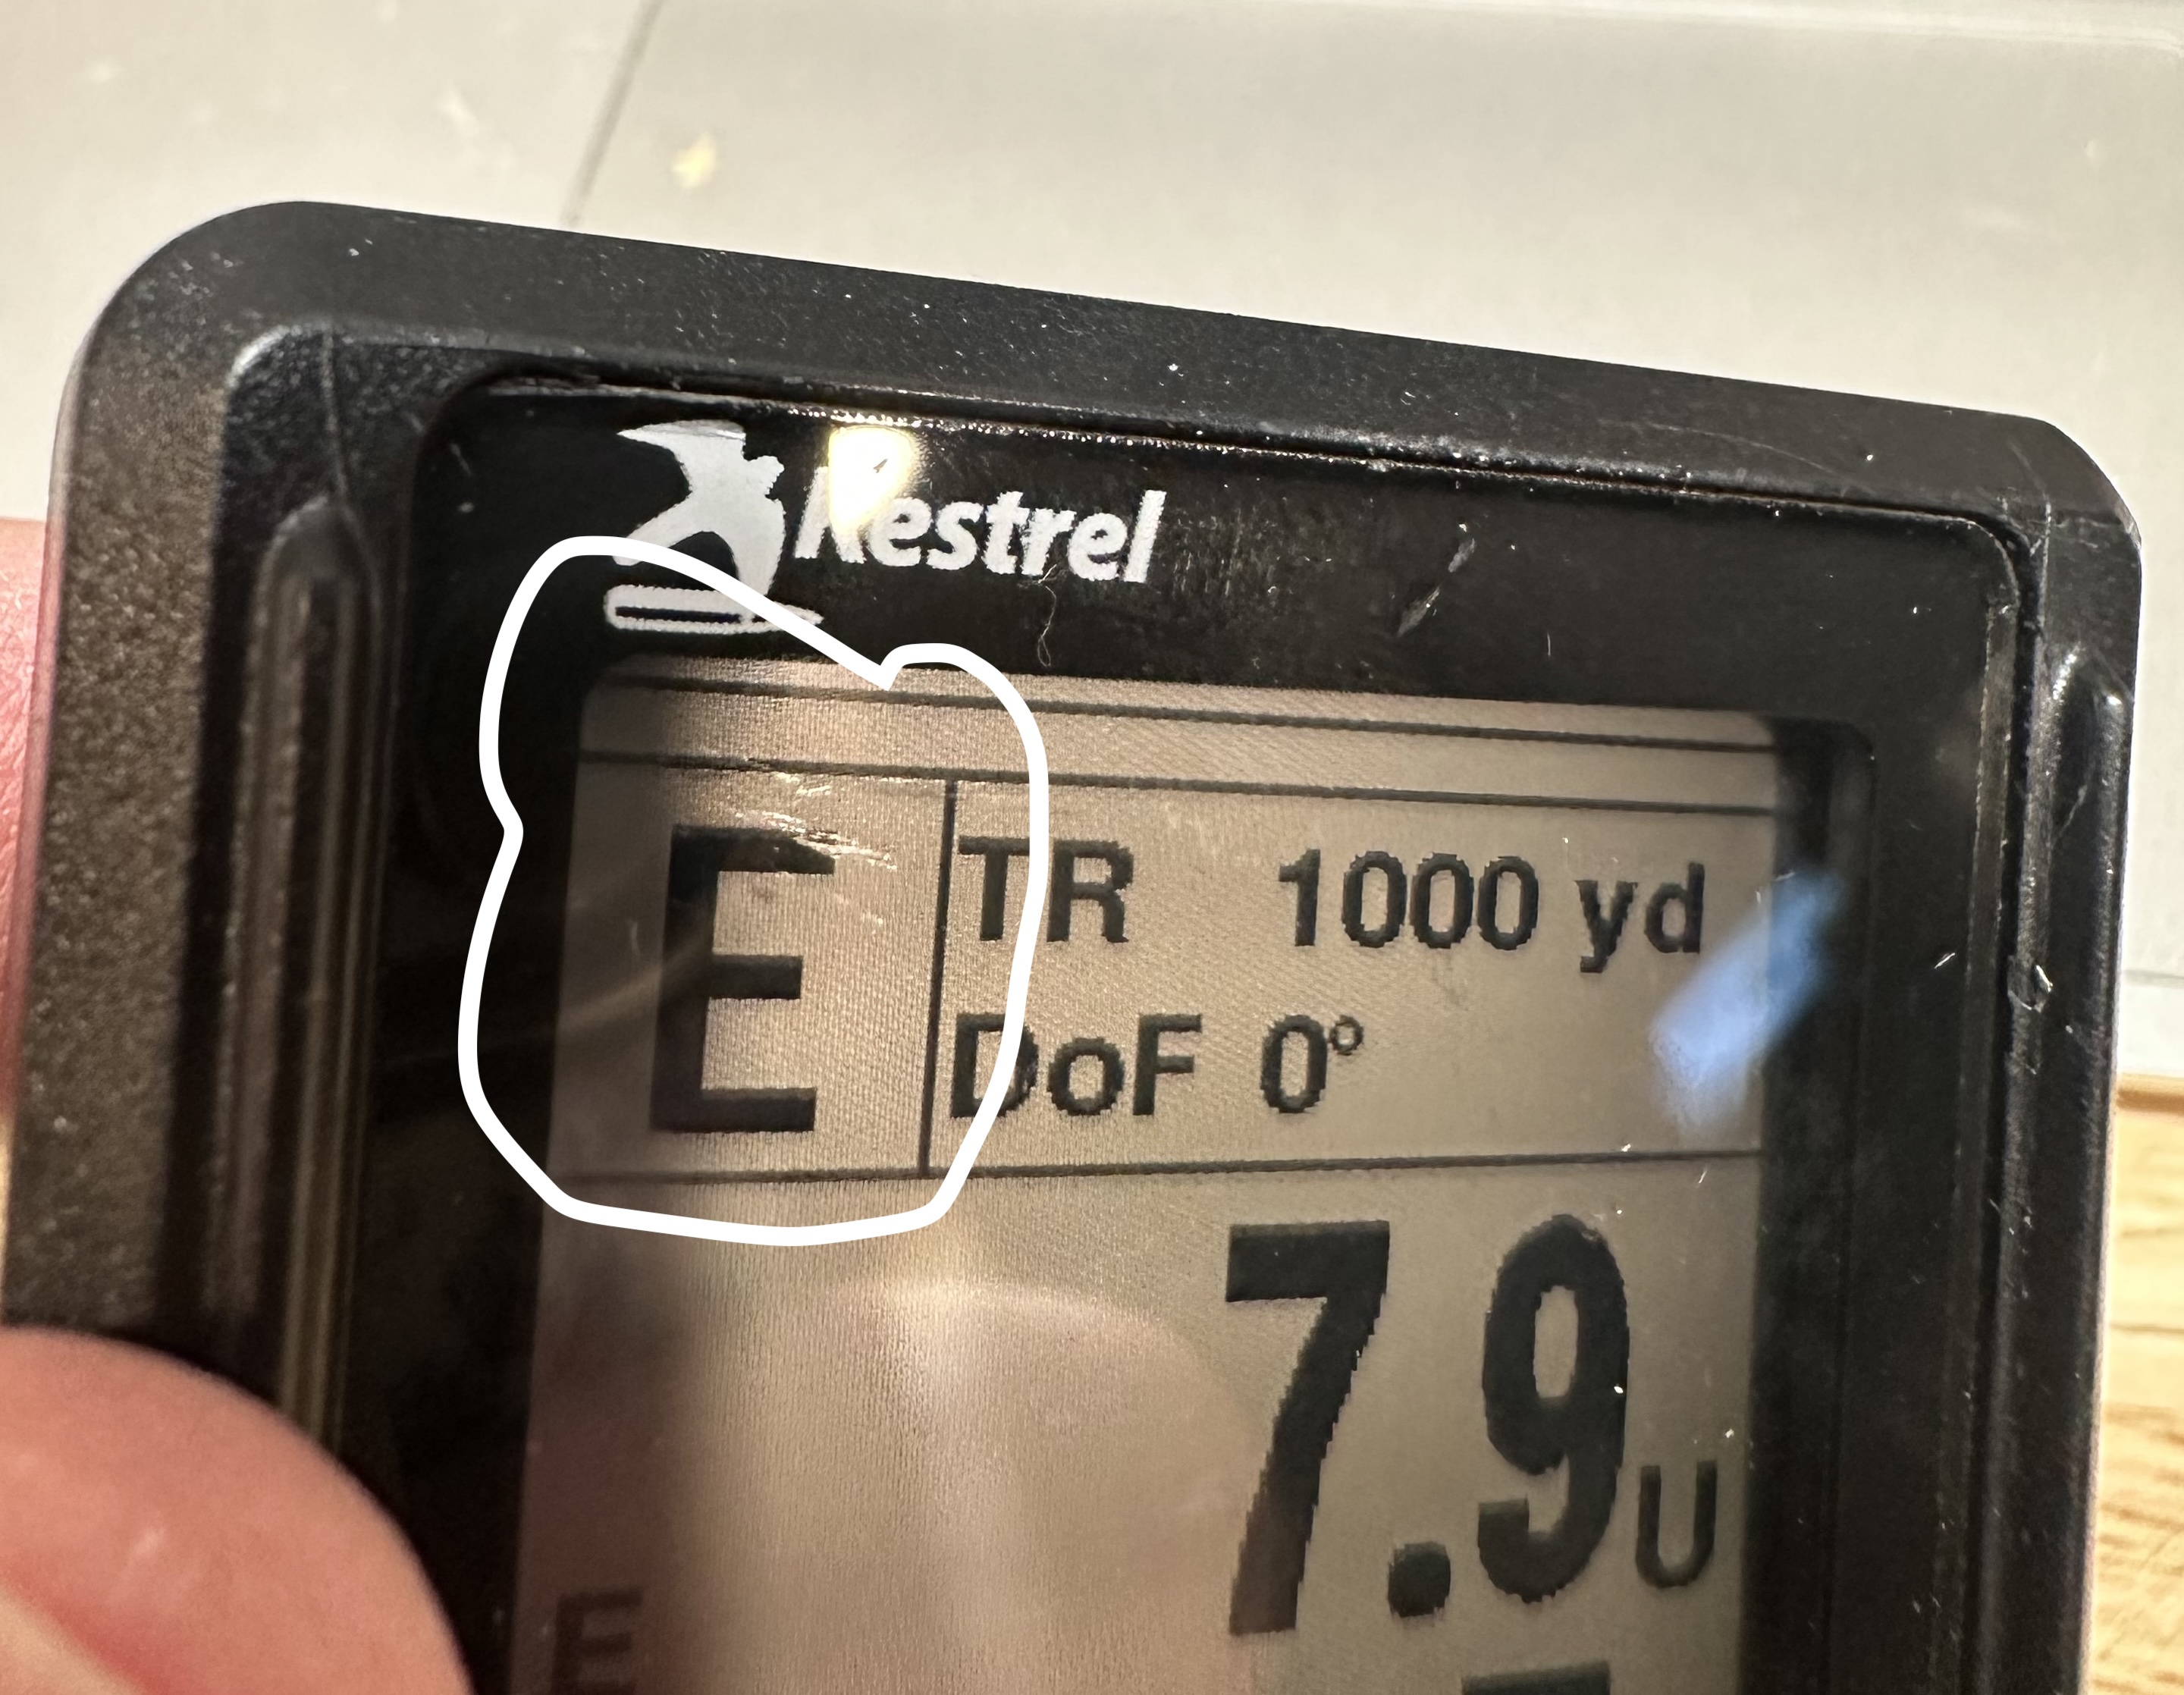 Kestrel
E TR 1000 yd
DoF 0°
7.9 U
E